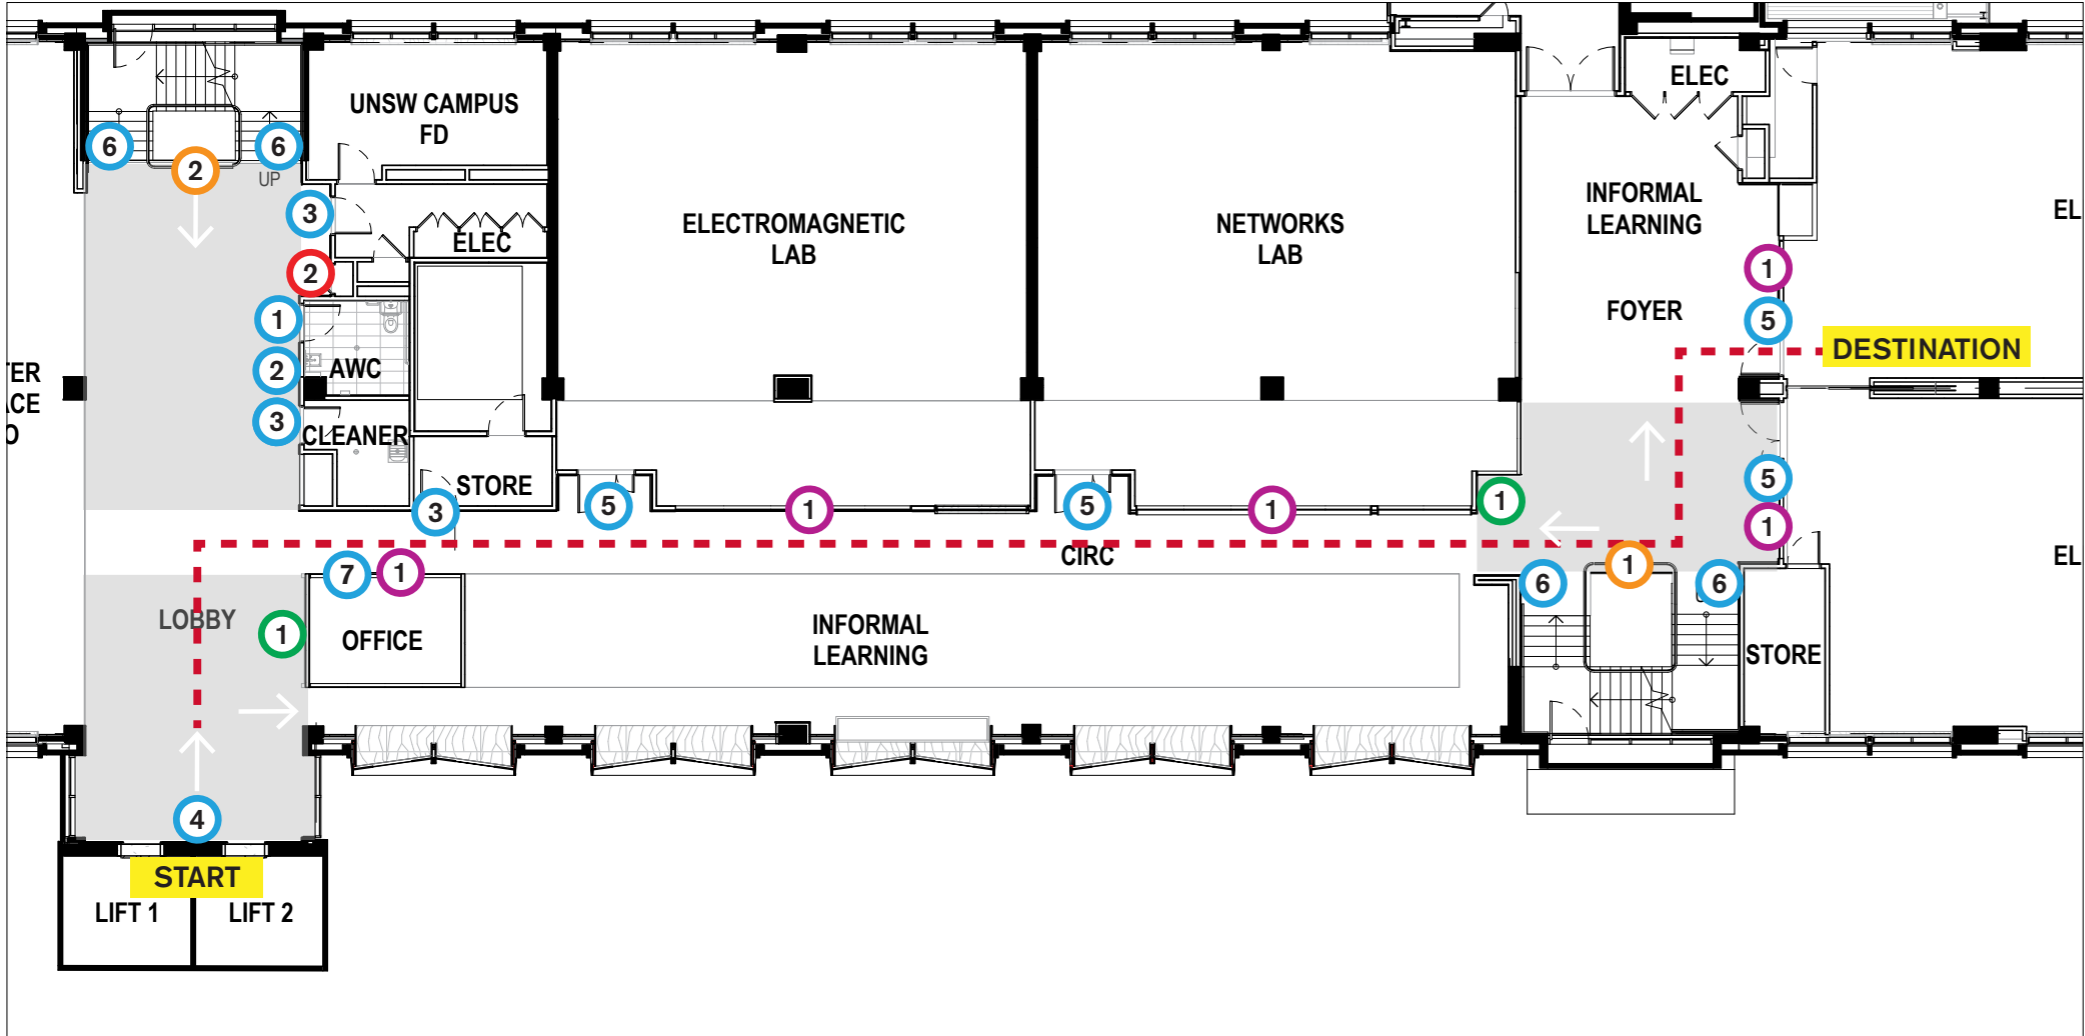 ELEC
UNSW CAMPUS
FD
6
6
2
UP
3
INFORMAL
LEARNING
ELECTROMAGNETIC
LAB
NETWORKS
LAB
EL
ELEC
2
1
1
FOYER
5
DESTINATION
AWC
2
TER
ACE
O
3
CLEANER
STORE
3
5
1
5
1
1
5
1
CIRC
1
EL
7
1
6
6
LOBBY
1
OFFICE
INFORMAL
LEARNING
STORE
4
START
LIFT 1
LIFT 2